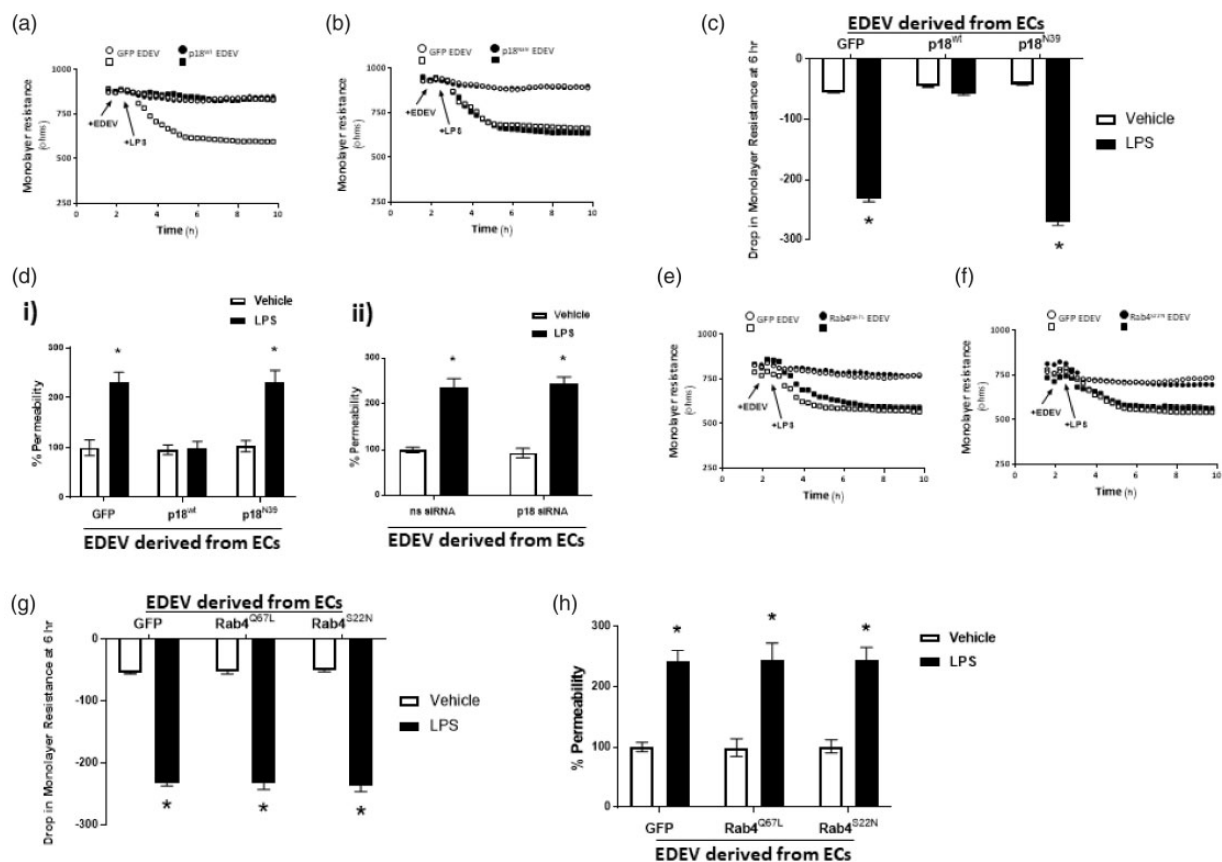 (a)
GFP EDEV
p18wt EDEV
1000
750
500
250
Monolayer resistance
(ohms)
+EDEV
+LPS
0
2
4
6
8
10
Time (h)
(b)
GFP EDEV
EDEV
1000
750
500
250
Monolayer resistance
(ohms)
+EDEV
+LPS
0
2
4
6
8
10
Time (h)
(c)
EDEV derived from ECs
GFP
p18wt
p18N39
0
-100
-200
-300
Drop in Monolayer Resistance at 6 hr
Vehicle
LPS
*
*
(d)
i)
Vehicle
LPS
300
200
100
0
% Permeability
*
*
GFP
p18wt
p18N39
EDEV derived from ECs
ii)
Vehicle
LPS
300
200
100
0
% Permeability
*
*
ns siRNA
p18 siRNA
EDEV derived from ECs
(e)
GFP EDEV
Rab4Q67L EDEV
1000
750
500
250
Monolayer resistance
(ohms)
+EDEV
+LPS
0
2
4
6
8
10
Time (h)
(f)
GFP EDEV
Rab4S22N EDEV
1000
750
500
250
Monolayer resistance
(ohms)
+EDEV
+LPS
0
2
4
6
8
10
Time (h)
(g)
EDEV derived from ECs
GFP
Rab4Q67L
Rab4S22N
0
-100
-200
-300
Drop in Monolayer Resistance at 6 hr
Vehicle
LPS
*
*
*
(h)
300
200
100
0
% Permeability
*
*
*
Vehicle
LPS
GFP
Rab4Q67L
Rab4S22N
EDEV derived from ECs